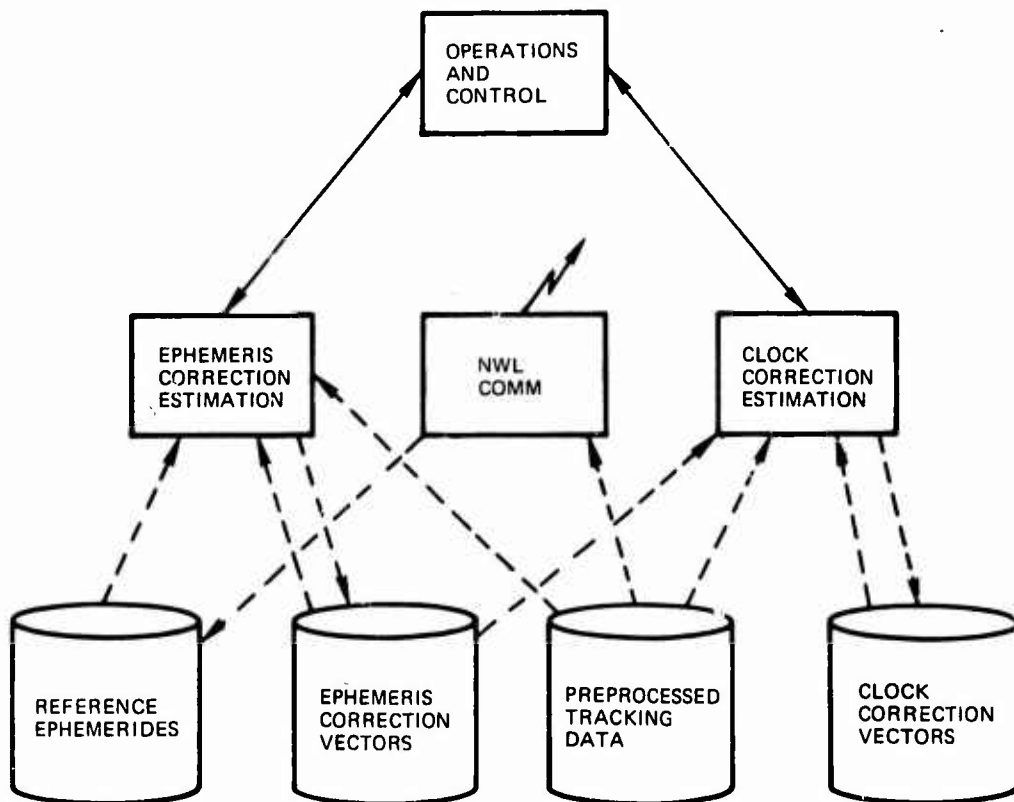 OPERATIONS
AND
CONTROL
EPHEMERIS
CORRECTION
ESTIMATION
NWL
COMM
CLOCK
CORRECTION
ESTIMATION
REFERENCE
EPHEMERIDES
EPHEMERIS
CORRECTION
VECTORS
PREPROCESSED
TRACKING
DATA
CLOCK
CORRECTION
VECTORS